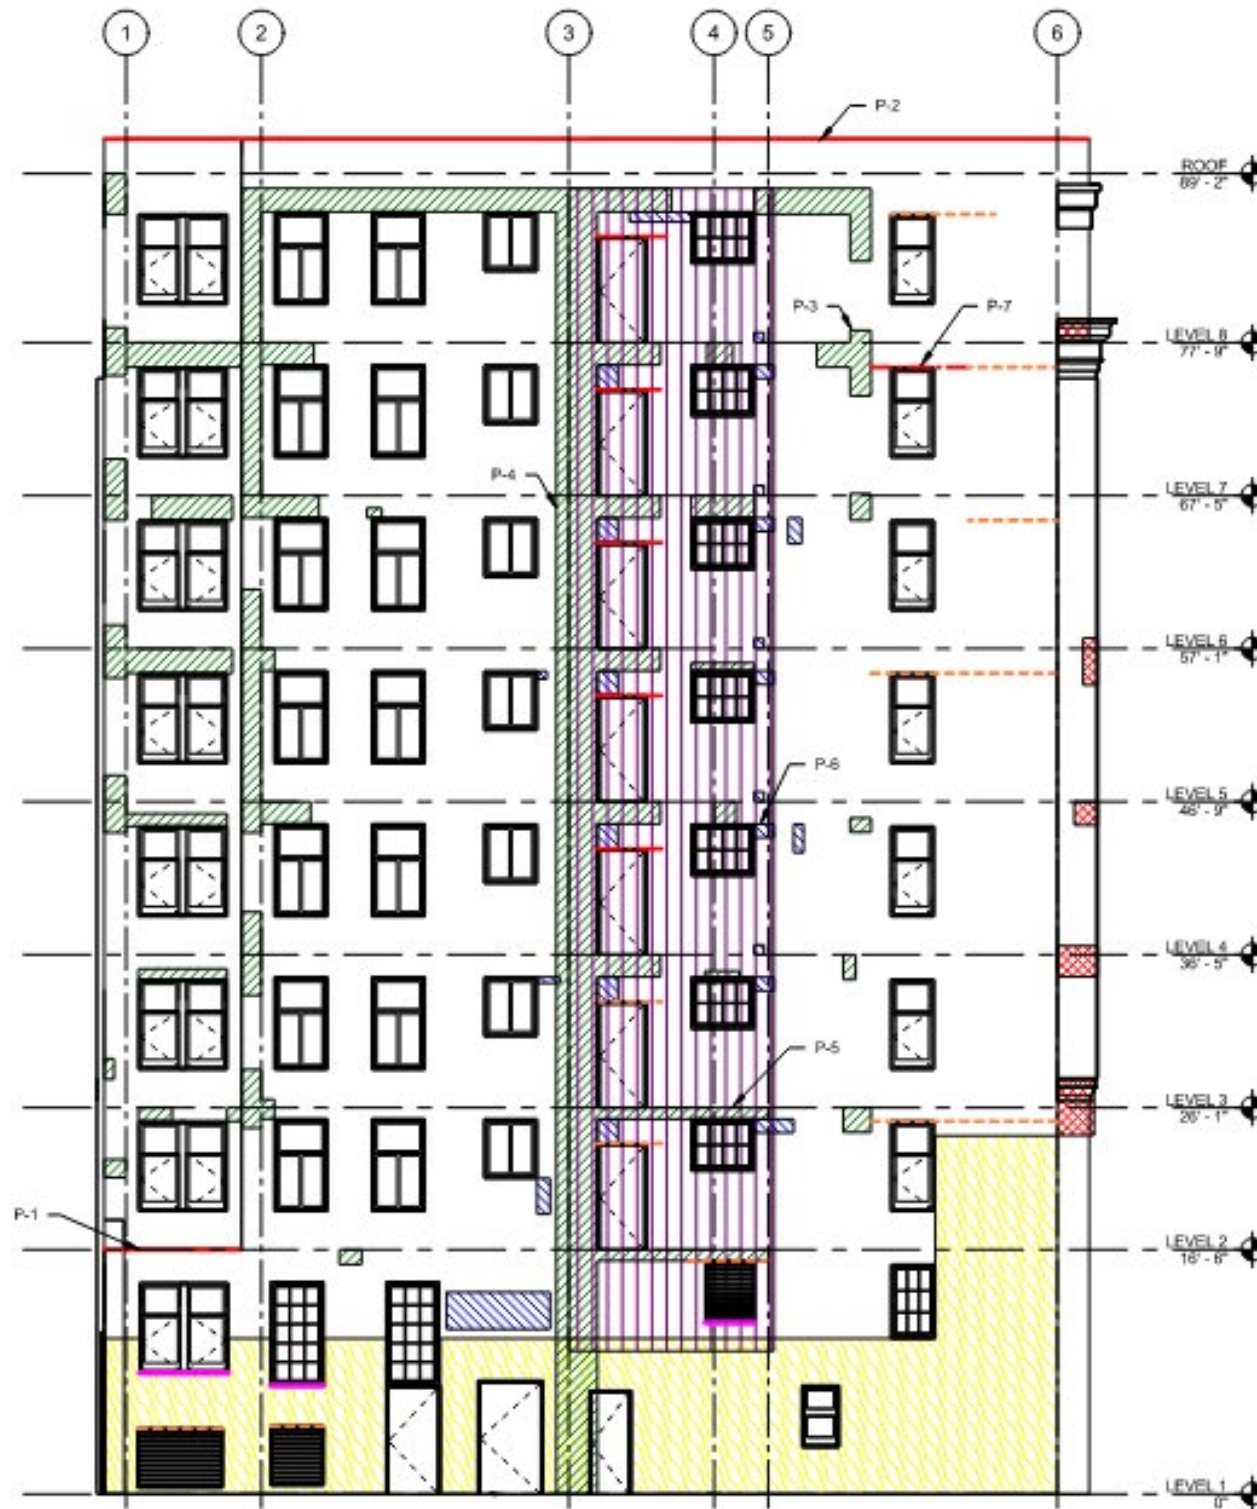 1 2 3 4 5 6
P-2
ROOF
89' - 2"
P-3
P-7
LEVEL 8
77' - 9"
P-4
LEVEL 7
67' - 5"
LEVEL 6
57' - 1"
P-6
LEVEL 5
46' - 9"
LEVEL 4
36' - 5"
P-5
LEVEL 3
26' - 1"
P-1
LEVEL 2
16' - 6"
LEVEL 1
0"